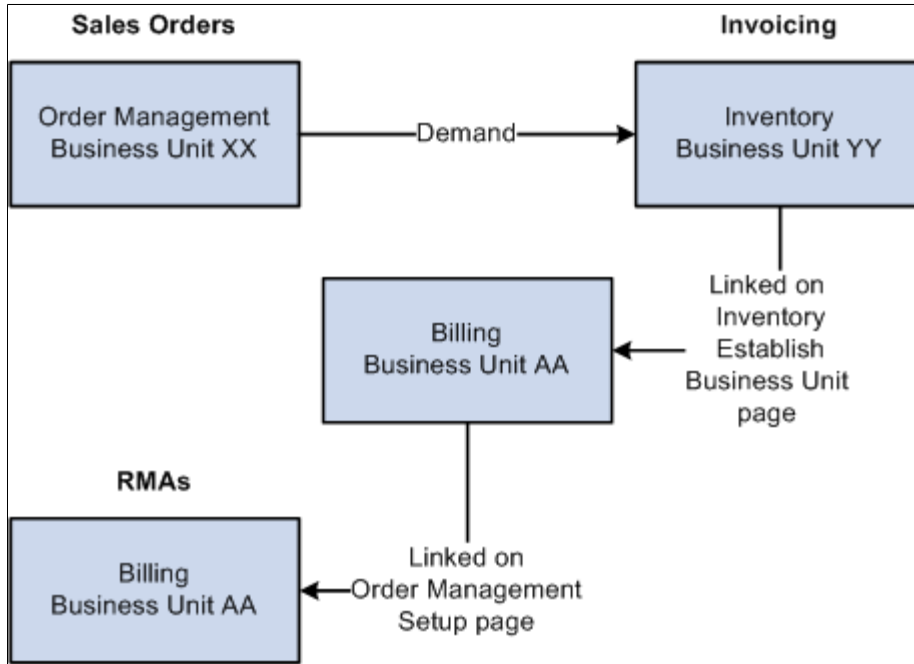 Sales Orders
Invoicing
Order Management
Business Unit XX
Demand
Inventory
Business Unit YY
Linked on
Inventory
Establish
Business Unit
page
Billing
Business Unit AA
RMAs
Billing
Business Unit AA
Linked on
Order Management
Setup page